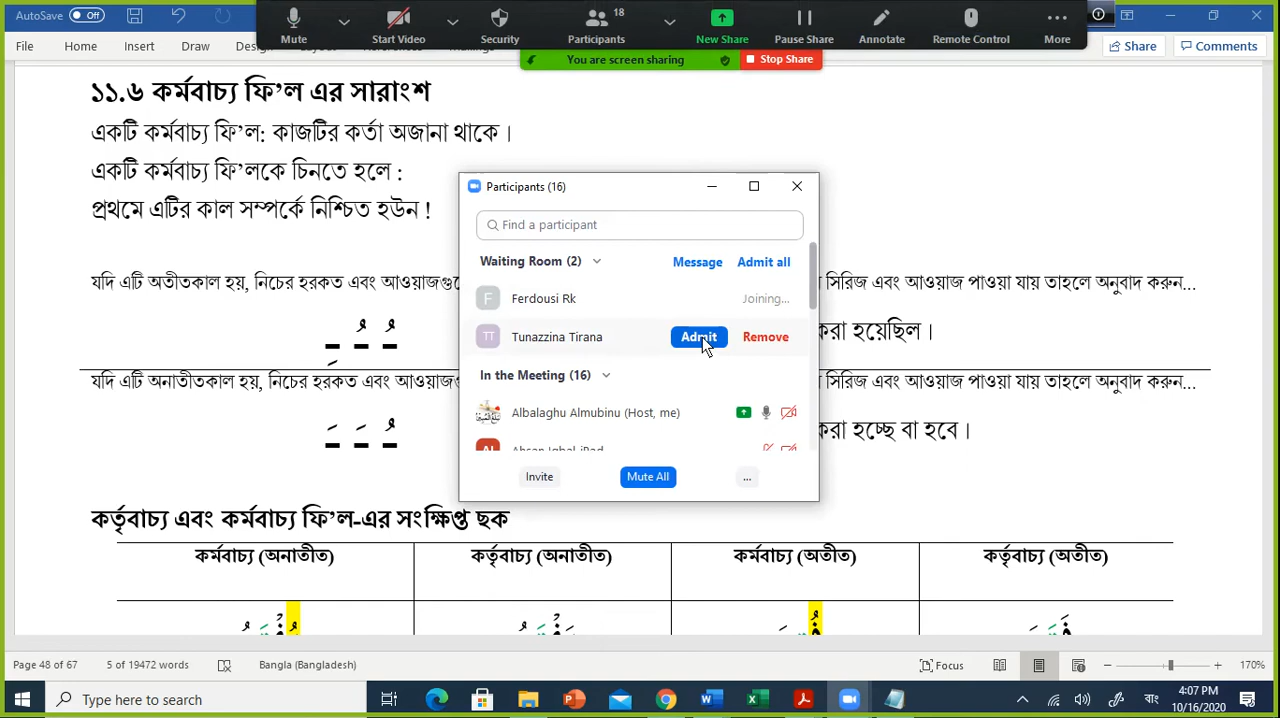 AutoSave Off
Mute
Start Video
Security
Participants
18
New Share
Pause Share
Annotate
Remote Control
More
File
Home
Insert
Draw
Share
Comments
You are screen sharing
Stop Share
১১.৬ কর্মবাচ্য ফি'ল এর সারাংশ
একটি কর্মবাচ্য ফি'ল: কাজটির কর্তা অজানা থাকে।
একটি কর্মবাচ্য ফি'লকে চিনতে হলে :
প্রথমে এটির কাল সম্পর্কে নিশ্চিত হউন !
যদি এটি অতীতকাল হয়, নিচের হরকত এবং
সিরিজ এবং আওয়াজ পাওয়া যায় তাহলে অনুবাদ করুন...
করা হয়েছিল।
যদি এটি অনাতীতকাল হয়, নিচের হরকত এবং
সিরিজ এবং আওয়াজ পাওয়া যায় তাহলে অনুবাদ করুন...
করা হচ্ছে বা হবে।
Participants (16)
Find a participant
Waiting Room (2)
Message
Admit all
F
Ferdousi Rk
Joining...
TT
Tunazzina Tirana
Admit
Remove
In the Meeting (16)
Albalaghu Almubinu (Host, me)
Invite
Mute All
...
কর্তৃবাচ্য এবং কর্মবাচ্য ফি'ল-এর সংক্ষিপ্ত ছক
কর্মবাচ্য (অনাতীত)
কর্তৃবাচ্য (অনাতীত)
কর্মবাচ্য (অতীত)
কর্তৃবাচ্য (অতীত)
Page 48 of 67
5 of 19472 words
Bangla (Bangladesh)
Focus
170%
Type here to search
বাং
4:07 PM
10/16/2020